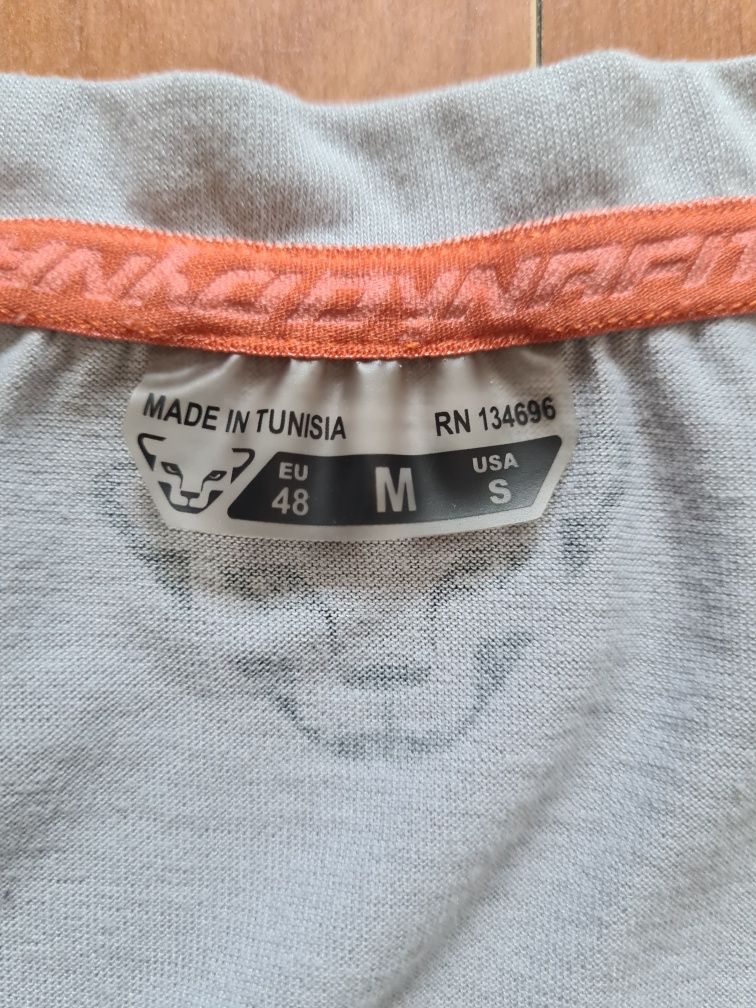 DYNAFIT
MADE IN TUNISIA RN 134696
EU 48 M USA S